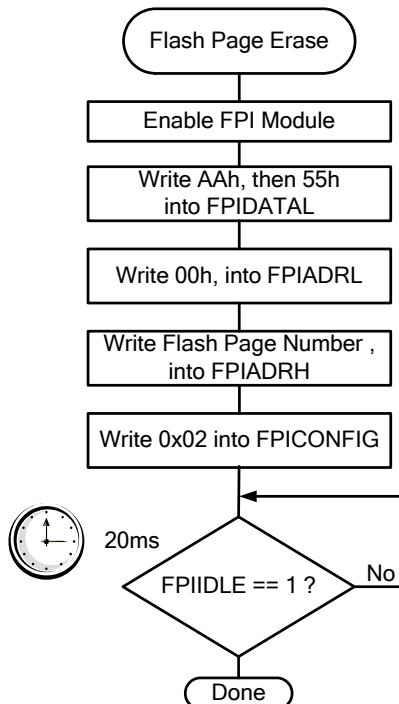 Flash Page Erase
Enable FPI Module
Write AAh, then 55h
into FPIDATAL
Write 00h, into FPIADRL
Write Flash Page Number ,
into FPIADRH
Write 0x02 into FPICONFIG
20ms
FPIIDLE == 1 ?
No
Done